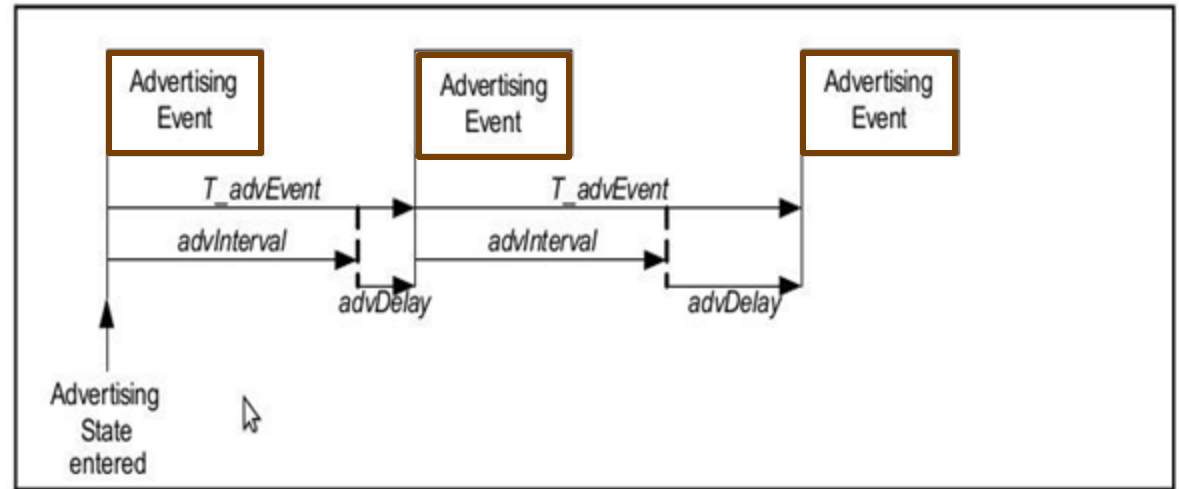 Advertising
Event
Advertising
Event
Advertising
Event
T_advEvent
T_advEvent
advInterval
advInterval
advDelay
advDelay
Advertising
State
entered